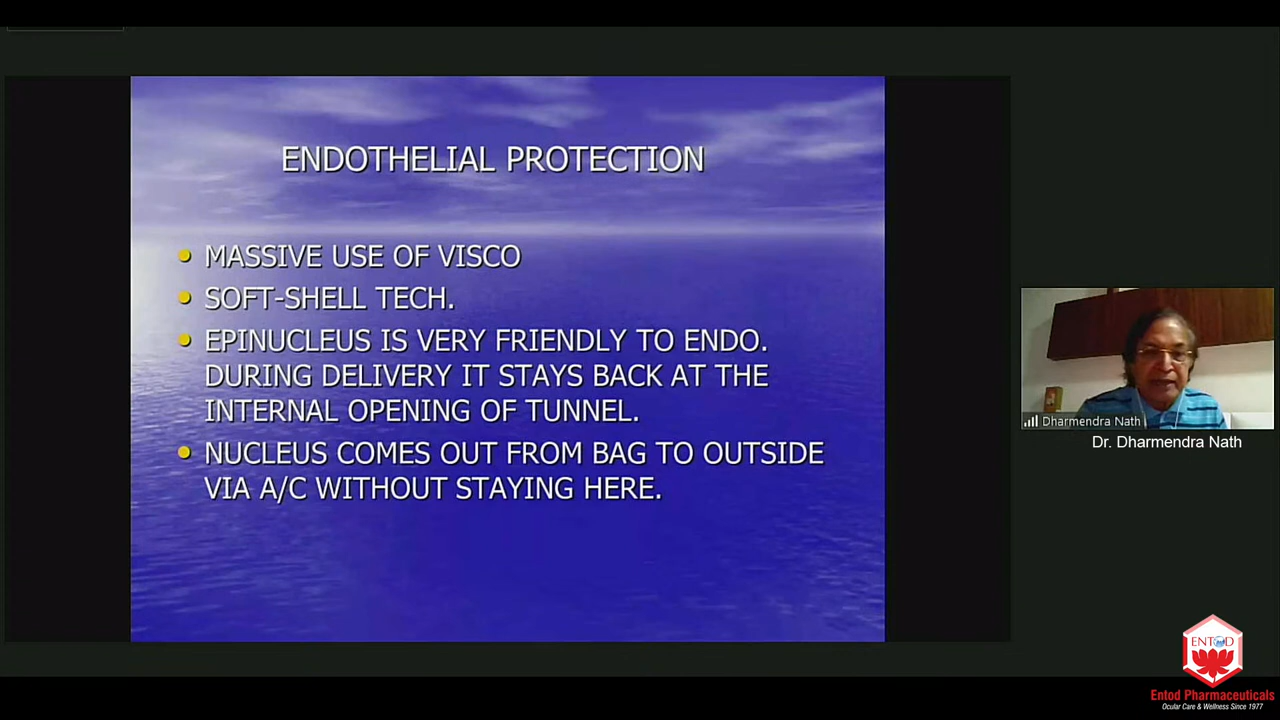 ENDOTHELIAL PROTECTION
MASSIVE USE OF VISCO
SOFT-SHELL TECH.
EPINUCLEUS IS VERY FRIENDLY TO ENDO.
DURING DELIVERY IT STAYS BACK AT THE
INTERNAL OPENING OF TUNNEL.
NUCLEUS COMES OUT FROM BAG TO OUTSIDE
VIA A/C WITHOUT STAYING HERE.
Dharmendra Nath
Dr. Dharmendra Nath
ENTOD
Entod Pharmaceuticals
Ocular Care & Wellness Since 1977